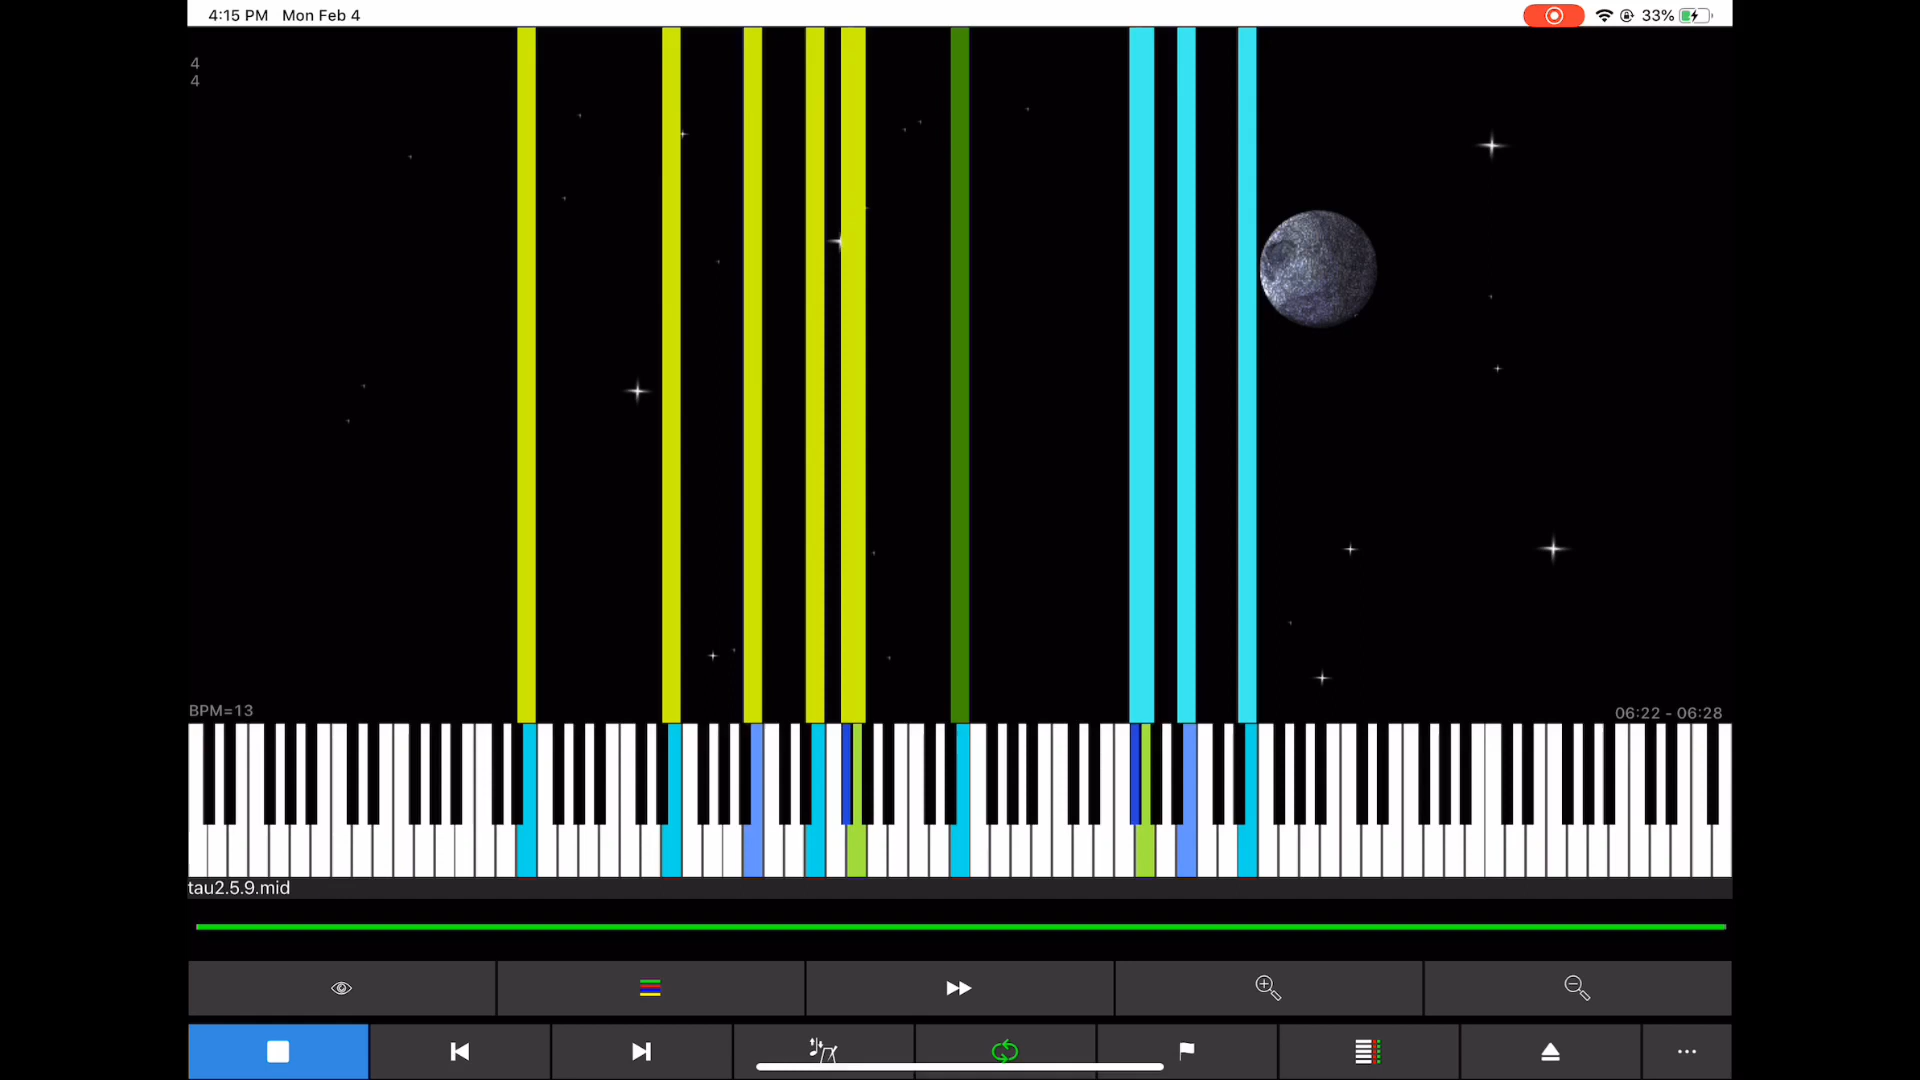 4:15 PM Mon Feb 4
33%
4
4
BPM=13
06:22 - 06:28
tau2.5.9.mid